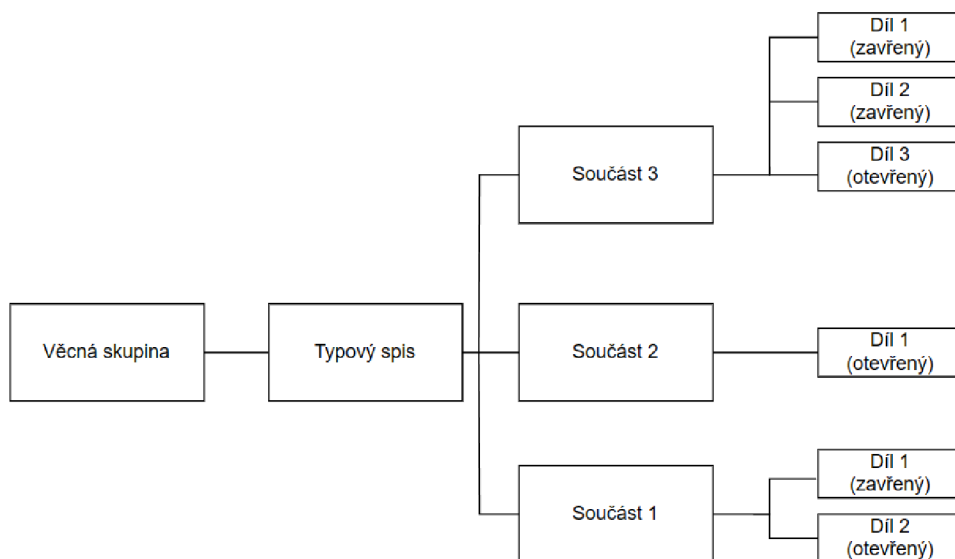 Díl 1
(zavřený)
Díl 2
(zavřený)
Součást 3
Díl 3
(otevřený)
Věcná skupina
Typový spis
Součást 2
Díl 1
(otevřený)
Díl 1
(zavřený)
Součást 1
Díl 2
(otevřený)